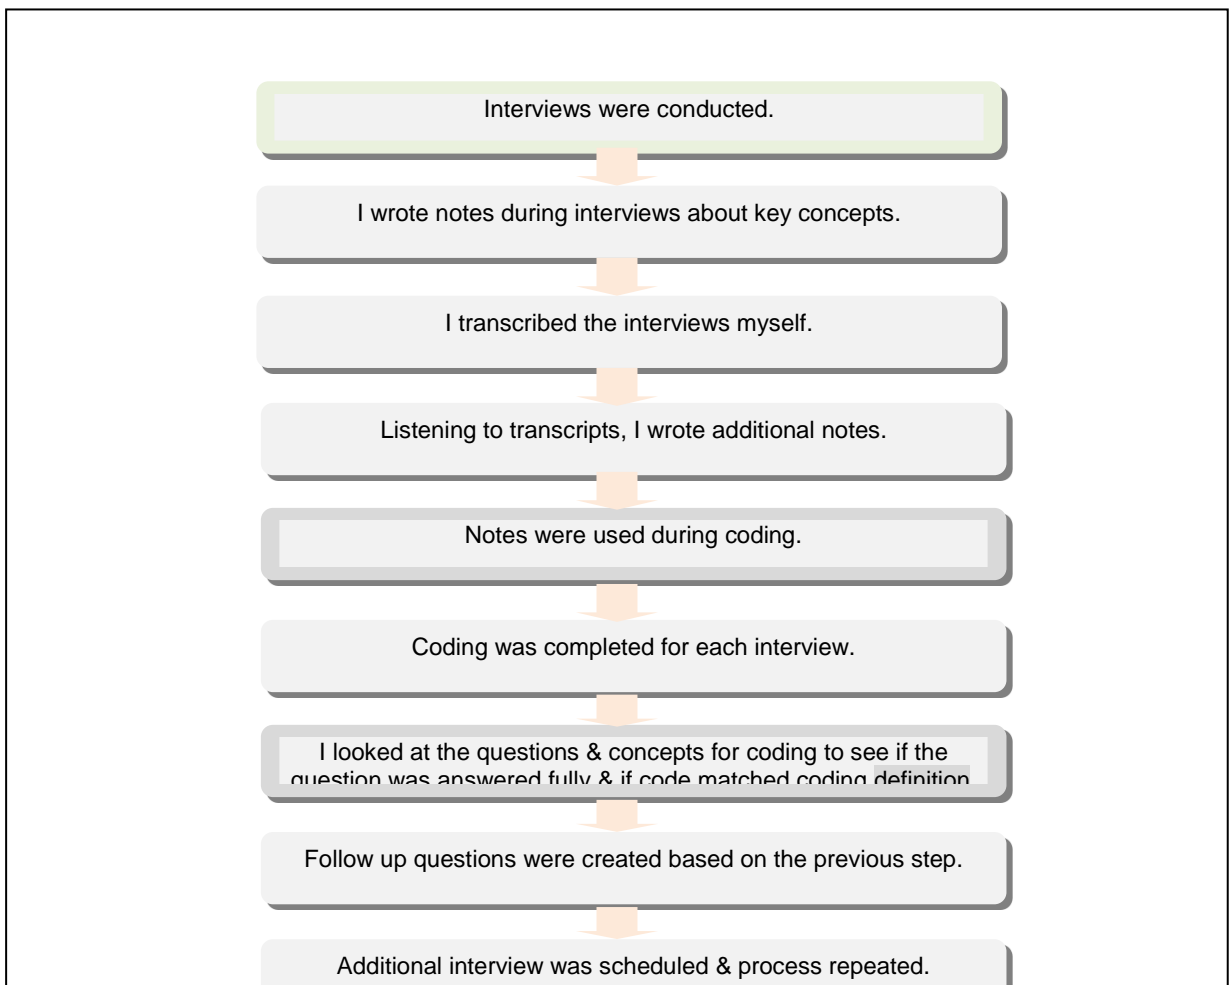 Interviews were conducted.
I wrote notes during interviews about key concepts.
I transcribed the interviews myself.
Listening to transcripts, I wrote additional notes.
Notes were used during coding.
Coding was completed for each interview.
I looked at the questions & concepts for coding to see if the
question was answered fully & if code matched coding definition
Follow up questions were created based on the previous step.
Additional interview was scheduled & process repeated.